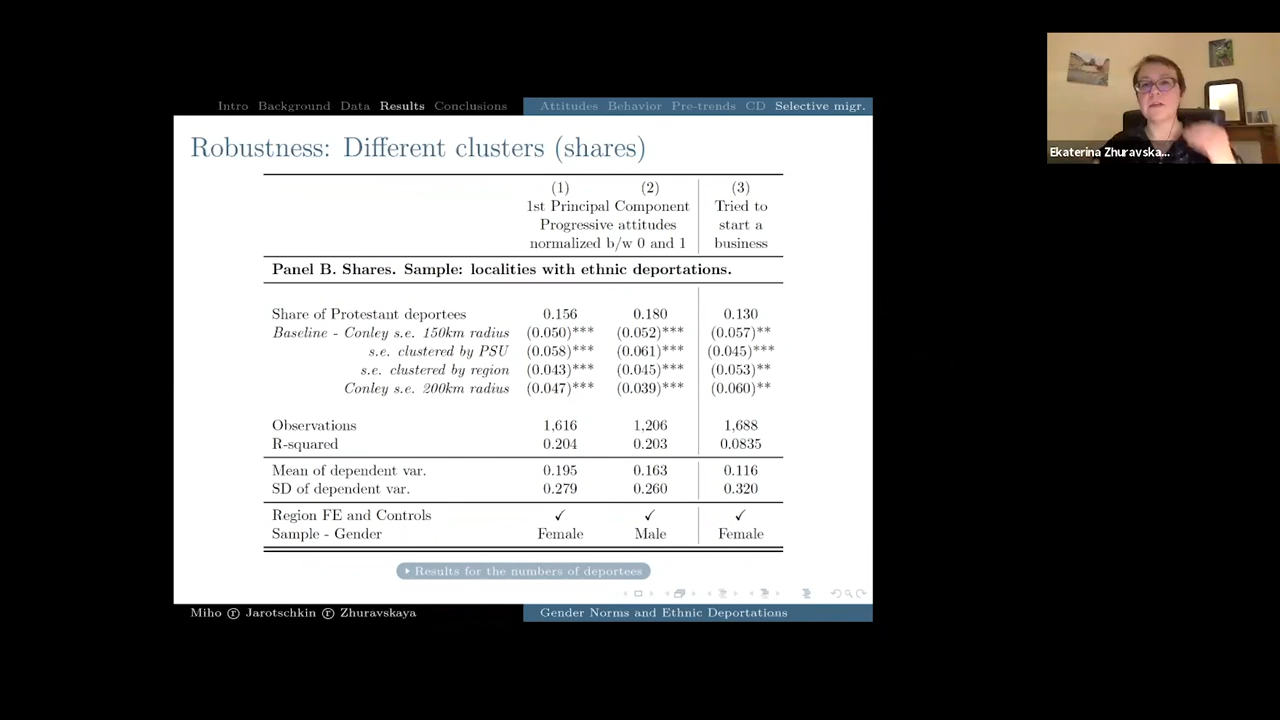 Intro Background Data Results Conclusions
Attitudes Behavior Pre-trends CD Selective migr.
Robustness: Different clusters (shares)
(1) (2) (3)
1st Principal Component Tried to
Progressive attitudes start a
normalized b/w 0 and 1 business
Panel B. Shares. Sample: localities with ethnic deportations.
Share of Protestant deportees 0.156 0.180 0.130
Baseline - Conley s.e. 150km radius (0.050)*** (0.052)*** (0.057)**
s.e. clustered by PSU (0.058)*** (0.061)*** (0.045)***
s.e. clustered by region (0.043)*** (0.045)*** (0.053)**
Conley s.e. 200km radius (0.047)*** (0.039)*** (0.060)**
Observations 1,616 1,206 1,688
R-squared 0.204 0.203 0.0835
Mean of dependent var. 0.195 0.163 0.116
SD of dependent var. 0.279 0.260 0.320
Region FE and Controls ✓ ✓ ✓
Sample - Gender Female Male Female
Results for the numbers of deportees
Miho ⓡ Jarotschkin ⓡ Zhuravskaya
Gender Norms and Ethnic Deportations
Ekaterina Zhuravska...